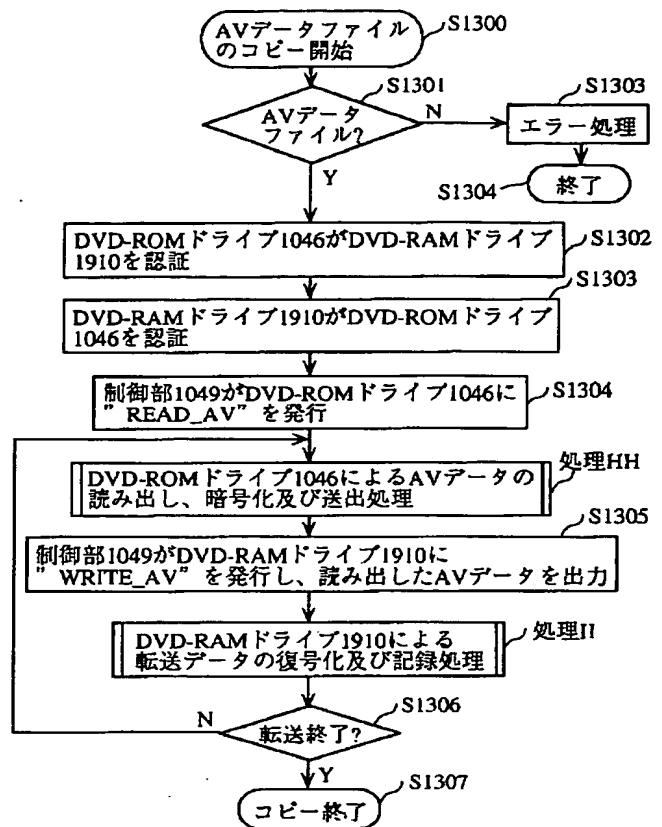 AVデータファイル
のコピー開始
S1300
S1301
AVデータ
ファイル?
N
S1303
エラー処理
Y
S1304
終了
DVD-ROMドライブ1046がDVD-RAMドライブ
1910を認証
S1302
S1303
DVD-RAMドライブ1910がDVD-ROMドライブ
1046を認証
制御部1049がDVD-ROMドライブ1046に
” READ_AV” を発行
S1304
処理HH
DVD-ROMドライブ1046によるAVデータの
読み出し、暗号化及び送出処理
S1305
制御部1049がDVD-RAMドライブ1910に
” WRITE_AV” を発行し、読み出したAVデータを出力
DVD-RAMドライブ1910による
転送データの復号化及び記録処理
処理II
S1306
N
転送終了?
Y
S1307
コピー終了